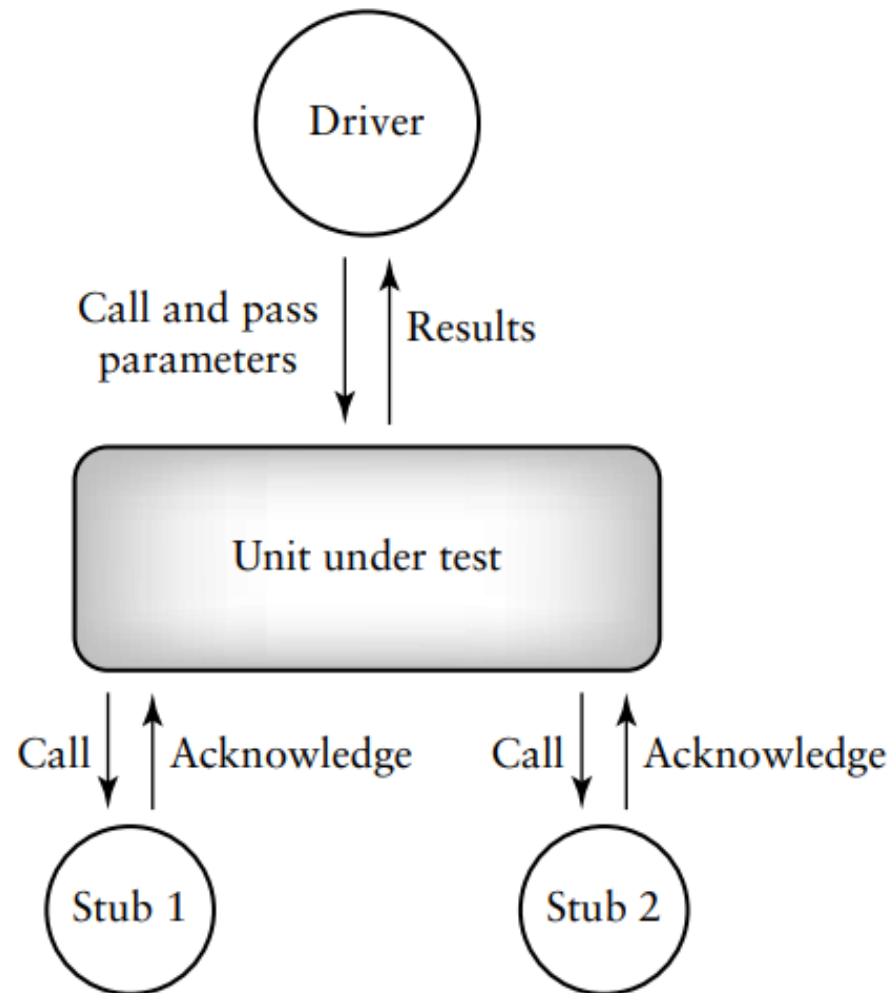 Driver
Call and pass
parameters
Results
Unit under test
Call
Acknowledge
Call
Acknowledge
Stub 1
Stub 2